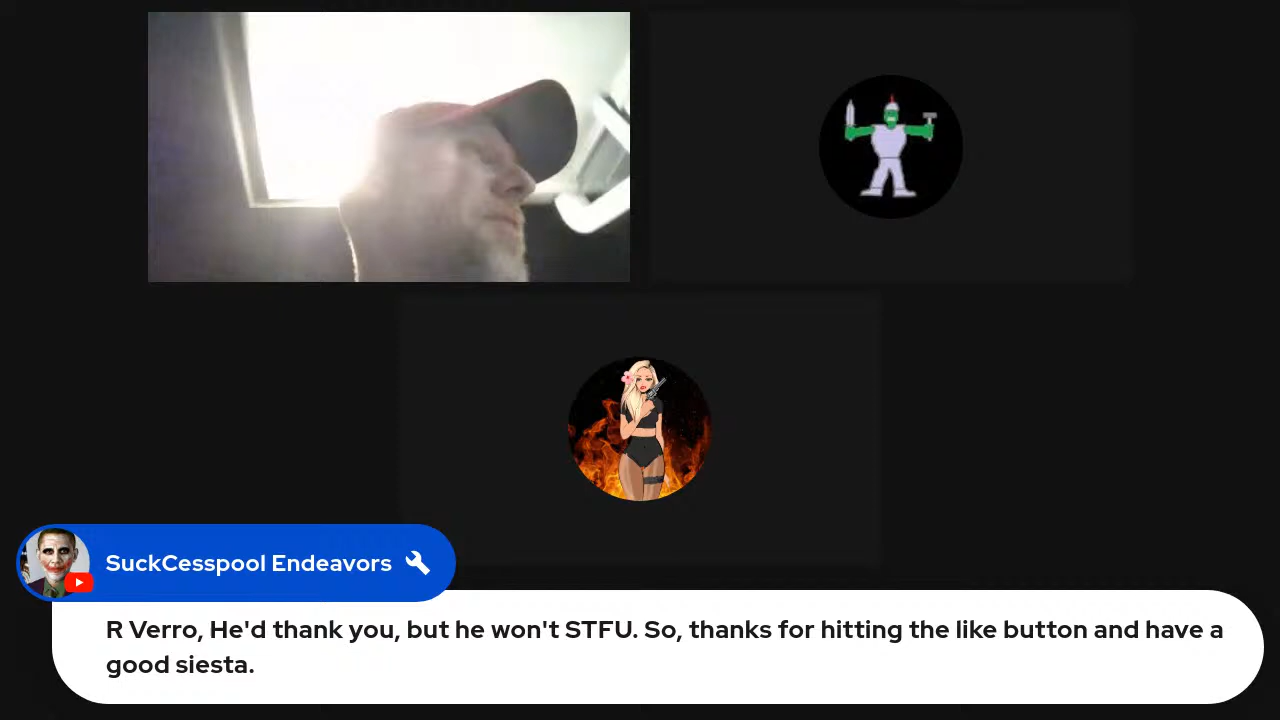 SuckCesspool Endeavors
R Verro, He'd thank you, but he won't STFU. So, thanks for hitting the like button and have a
good siesta.